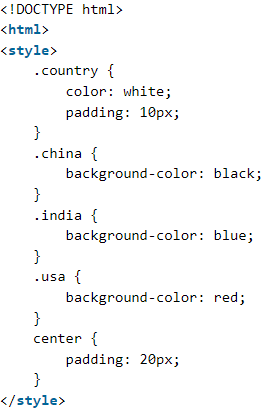 <!DOCTYPE html>
<html>
<style>
    .country {
        color: white;
        padding: 10px;
    }
    .china {
        background-color: black;
    }
    .india {
        background-color: blue;
    }
    .usa {
        background-color: red;
    }
    center {
        padding: 20px;
    }
</style>